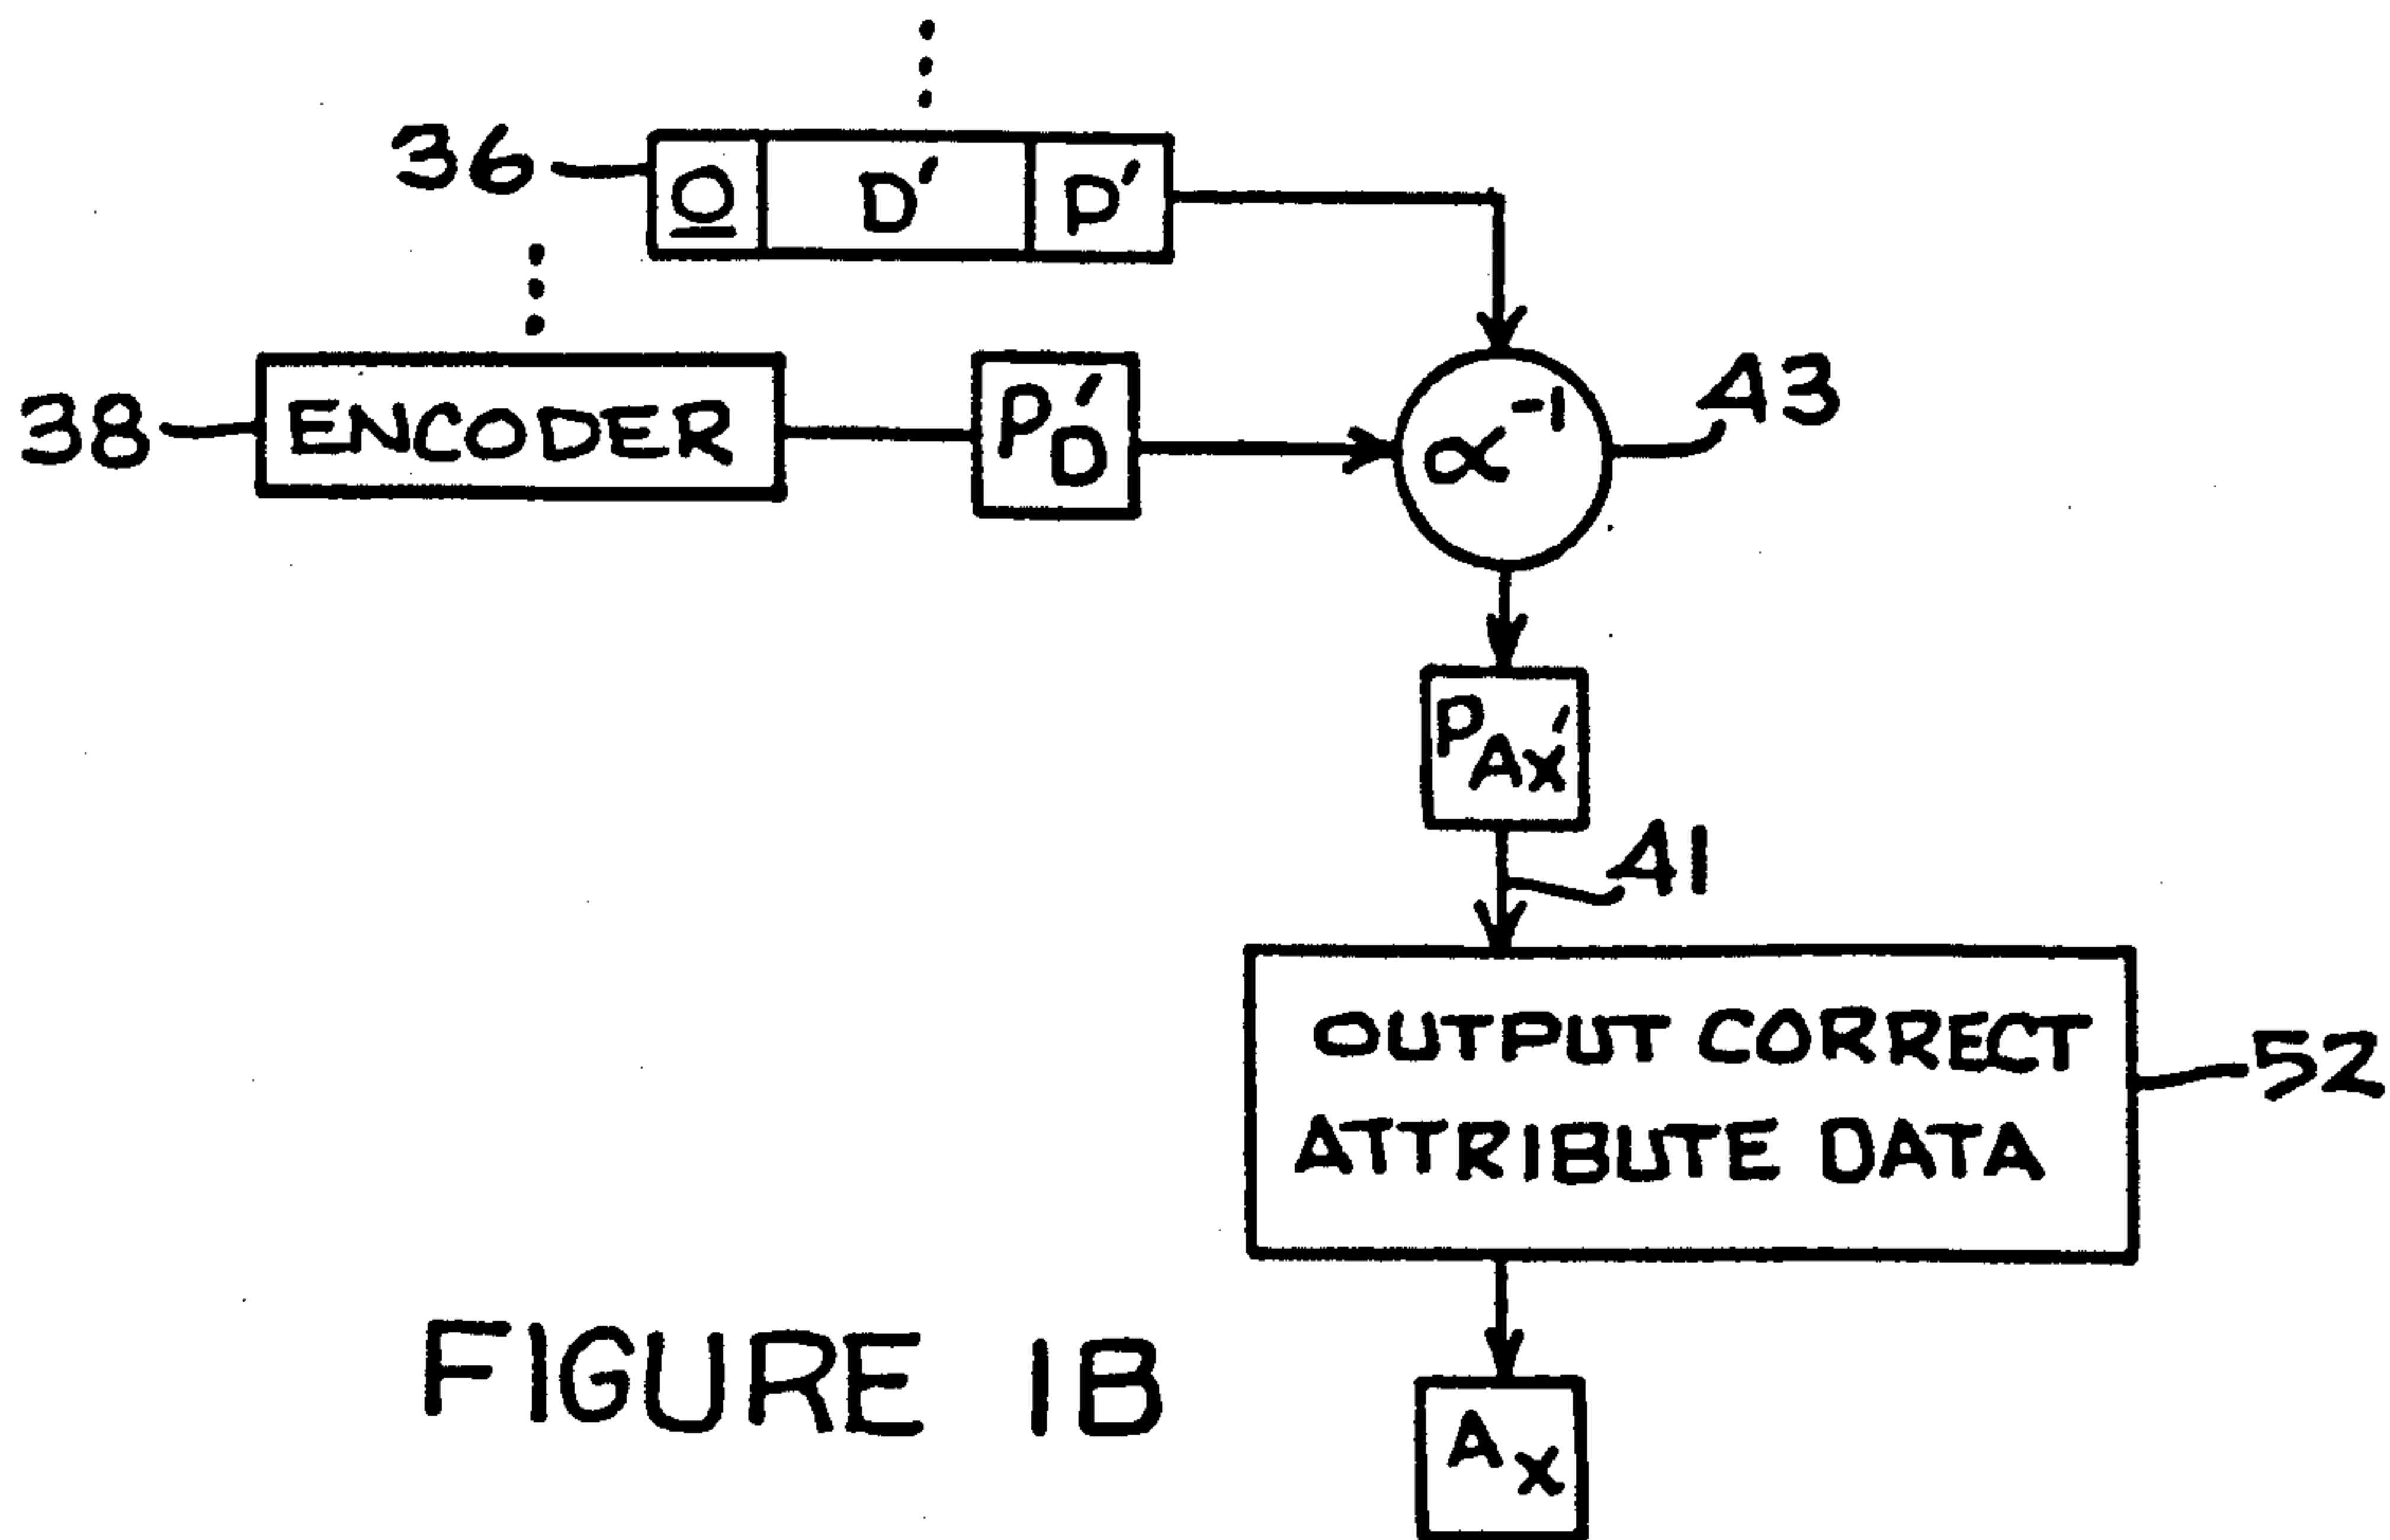 36 O D′ P′
38 ENCODER P′D α⁻¹ 43
PAx′
41
OUTPUT CORRECT
ATTRIBUTE DATA
52
FIGURE 1B
Ax